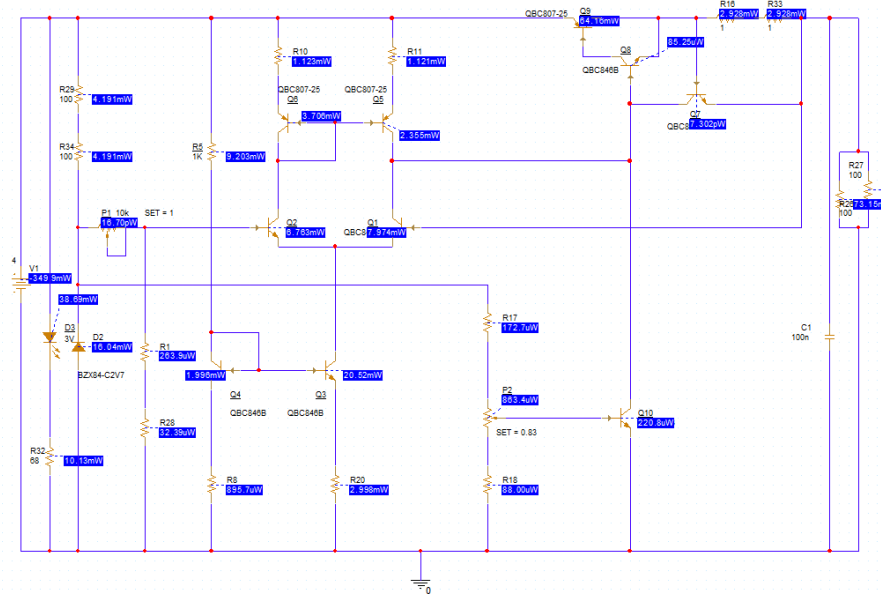 QBC807-25
Q9
64.16mW
R16
2.928mW
1
R33
2.928mW
1
Q8
85.25uW
QBC846B
7.302pW
R10
1.123mW
R11
1.121mW
R29
100
4.191mW
R34
100
4.191mW
QBC807-25
Q6
3.706mW
QBC807-25
Q5
2.355mW
R5
1K
9.203mW
P1
10k
16.70pW
SET = 1
Q2
Q1
7.974mW
R27
100
100
4
V1
-349.9mW
38.69mW
D3
3V
D2
16.04mW
BZX84-C2V7
R1
263.9uW
R28
32.39uW
R17
172.7uW
P2
863.4uW
SET = 0.83
Q10
220.8uW
C1
100n
1.996mW
Q4
QBC846B
20.52mW
Q3
QBC846B
R32
68
10.13mW
R8
895.7uW
R20
2.998mW
R18
88.00uW
0